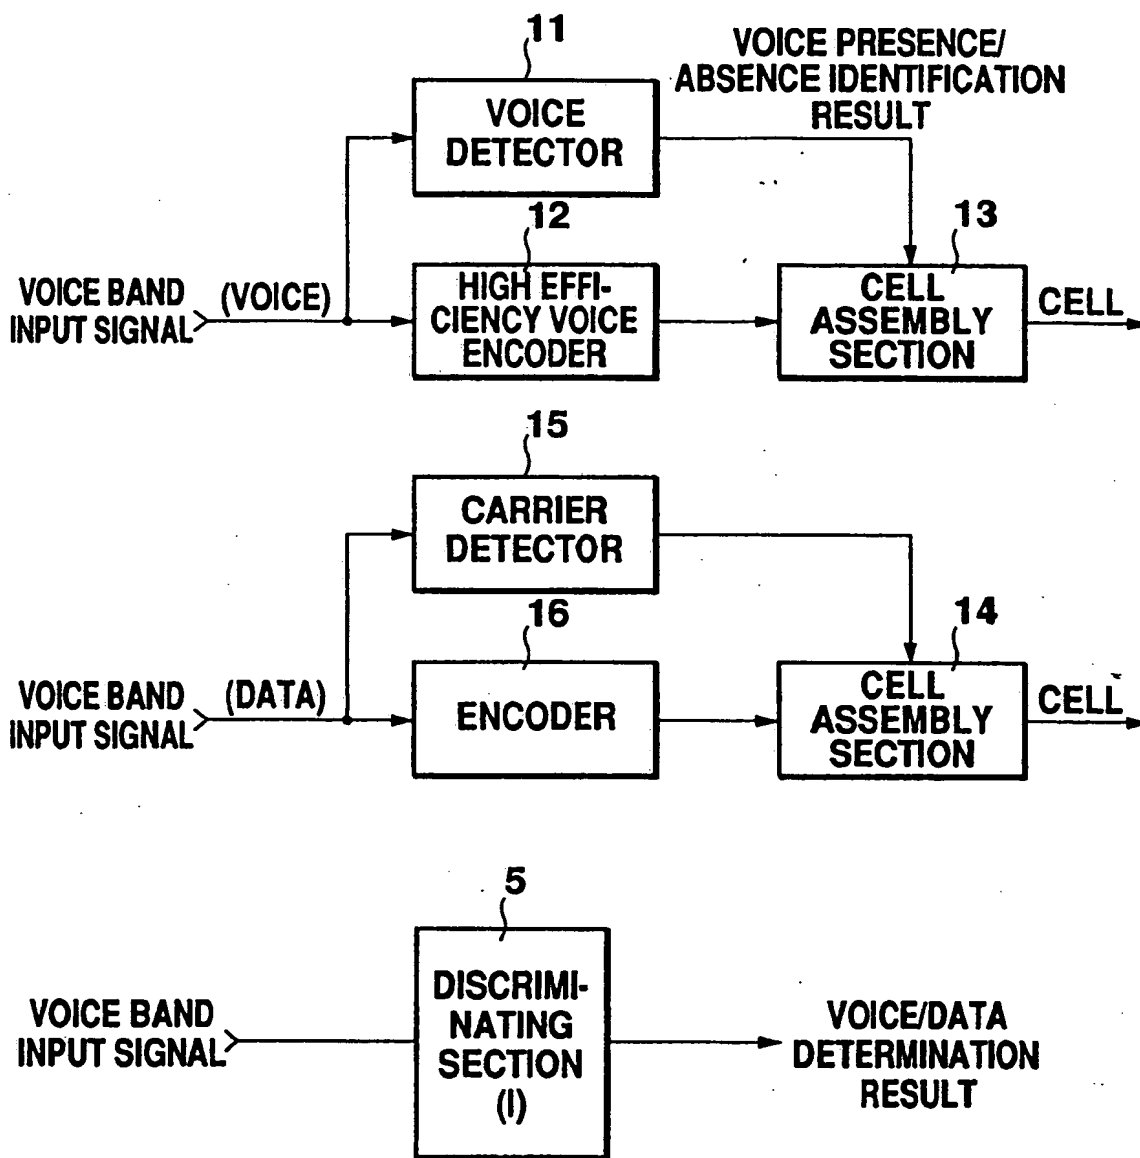 11
VOICE PRESENCE/
ABSENCE IDENTIFICATION
RESULT
VOICE
DETECTOR
12
13
VOICE BAND
INPUT SIGNAL
(VOICE)
HIGH EFFI-
CIENCY VOICE
ENCODER
CELL
ASSEMBLY
SECTION
CELL
15
CARRIER
DETECTOR
16
14
VOICE BAND
INPUT SIGNAL
(DATA)
ENCODER
CELL
ASSEMBLY
SECTION
CELL
5
VOICE BAND
INPUT SIGNAL
DISCRIMI-
NATING
SECTION
(I)
VOICE/DATA
DETERMINATION
RESULT